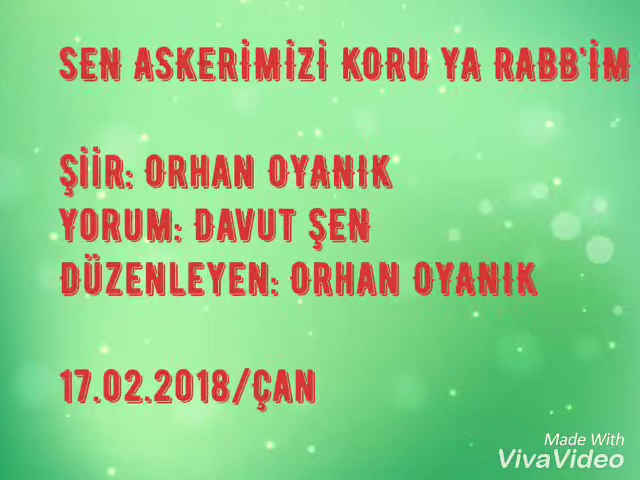 SEN ASKERİMİZİ KORU YA RABB'İM
ŞİİR: ORHAN OYANIK
YORUM: DAVUT ŞEN
DÜZENLEYEN: ORHAN OYANIK
17.02.2018/ÇAN
Made With
VivaVideo